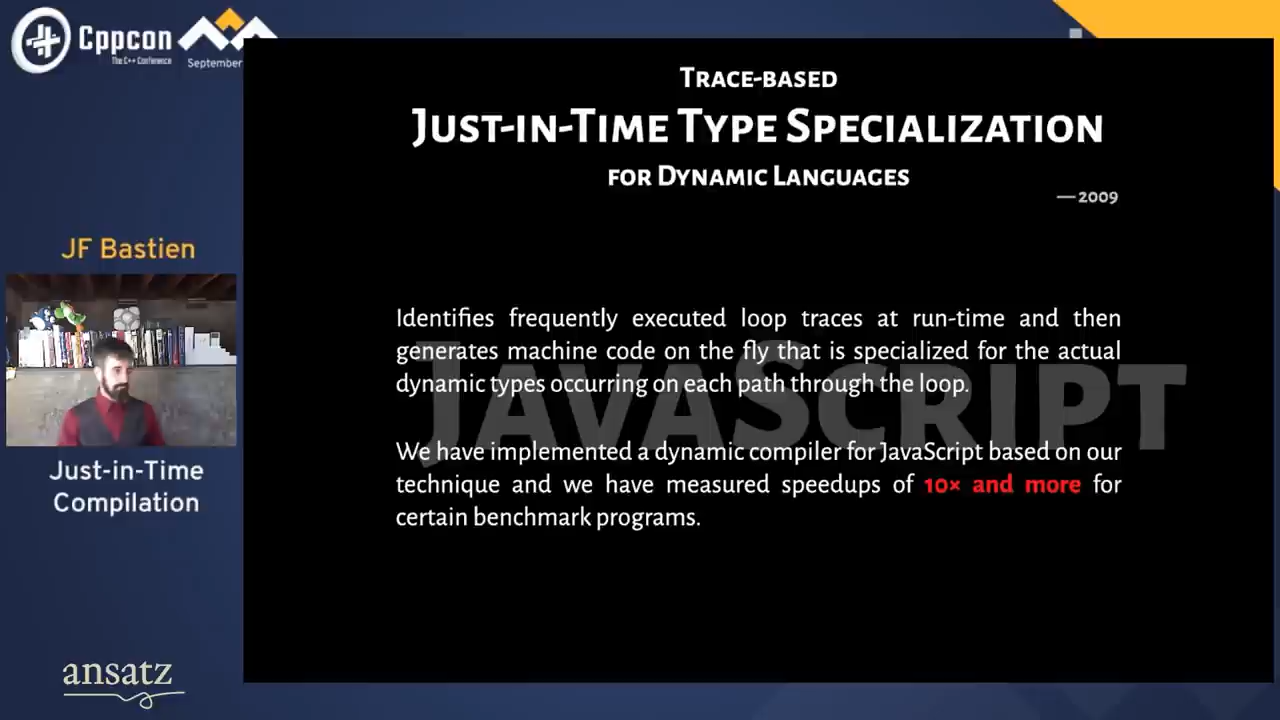 Cppcon
The C++ Conference
September
JF Bastien
Just-in-Time
Compilation
ansatz
Trace-based
Just-in-Time Type Specialization
for Dynamic Languages
—2009
JavaScript
Identifies frequently executed loop traces at run-time and then
generates machine code on the fly that is specialized for the actual
dynamic types occurring on each path through the loop.
We have implemented a dynamic compiler for JavaScript based on our
technique and we have measured speedups of 10× and more for
certain benchmark programs.